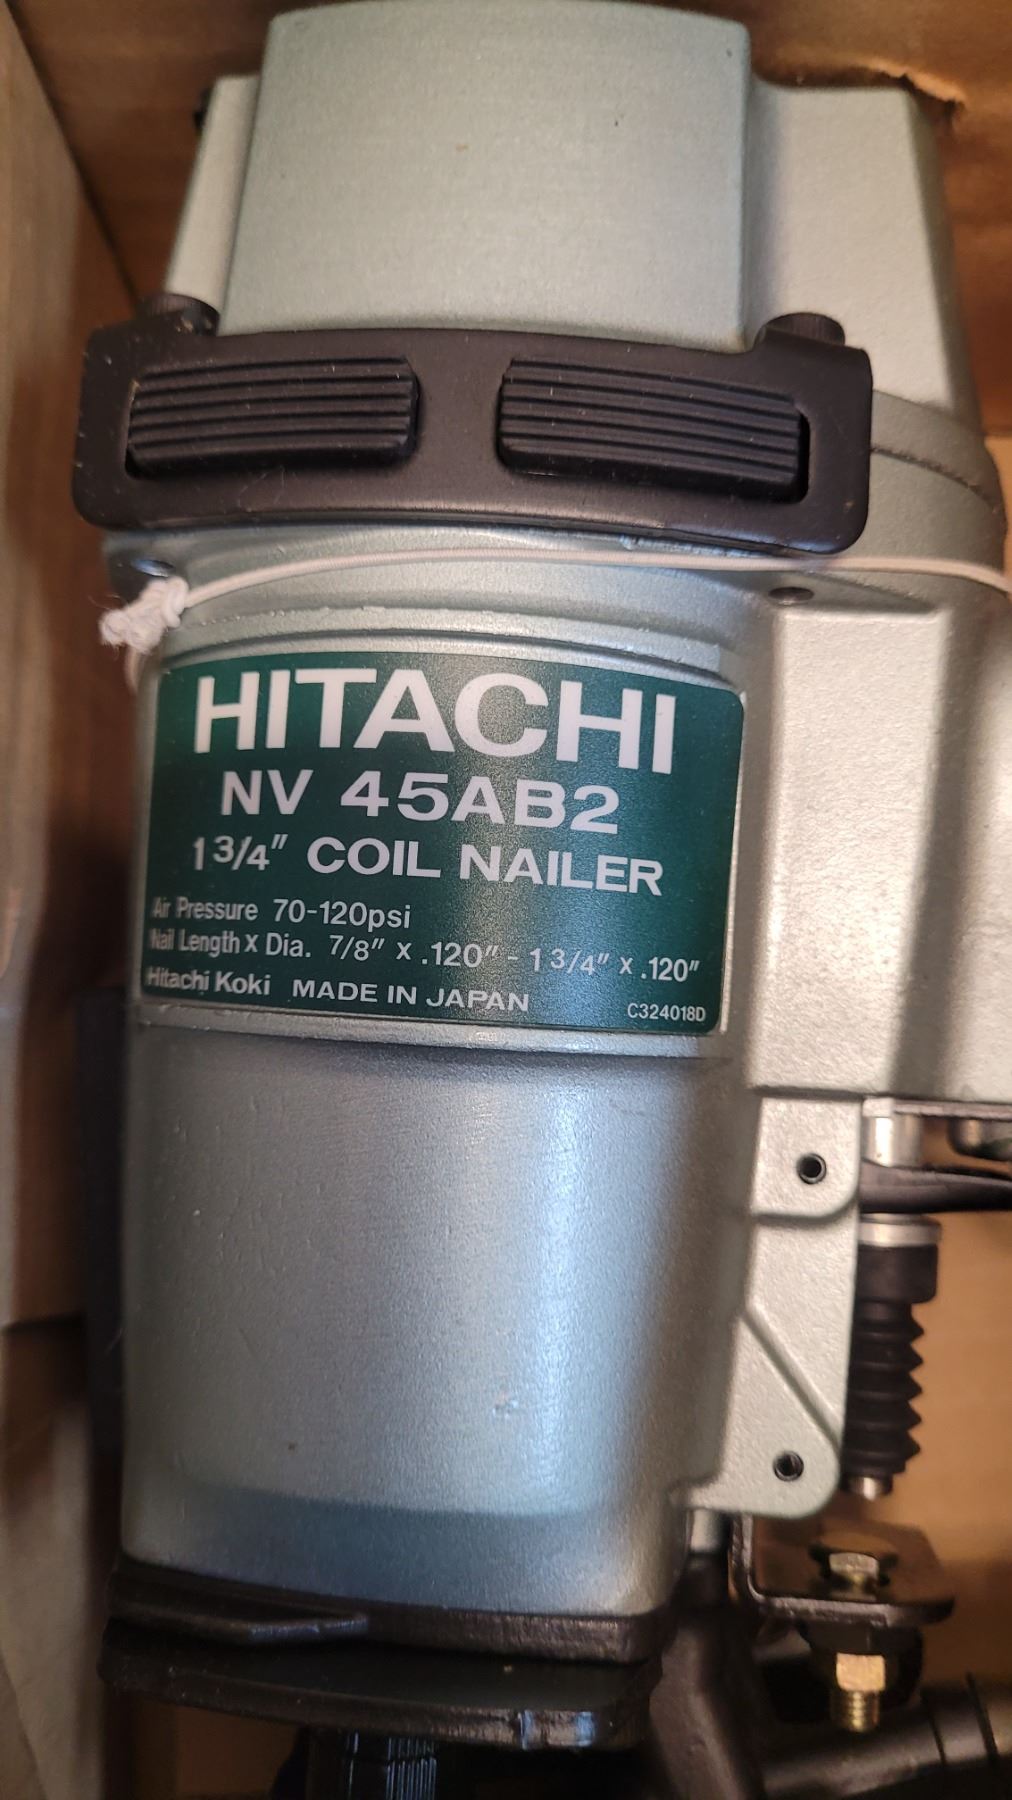 HITACHI
NV 45AB2
1 3/4" COIL NAILER
Air Pressure 70-120psi
Nail Length X Dia. 7/8" X .120" - 1 3/4" X .120"
Hitachi Koki MADE IN JAPAN C324018D